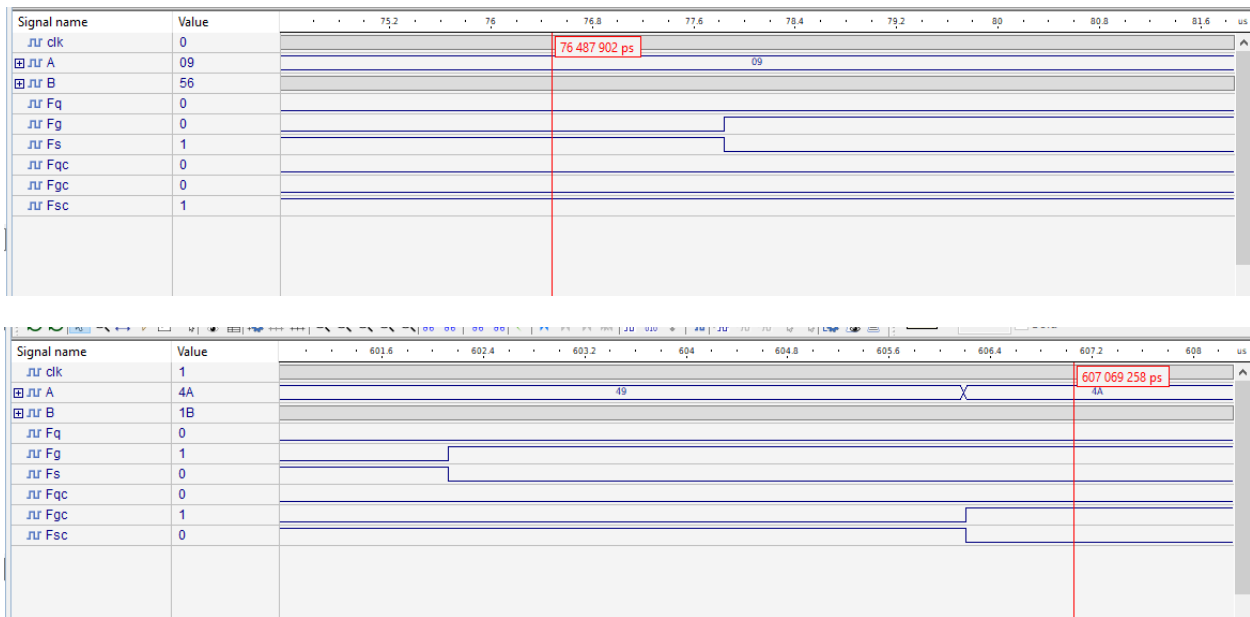 Signal name Value 75.2 76 76.8 77.6 78.4 79.2 80 80.8 81.6 us
clk 0 76 487 902 ps
A 09 09
B 56
Fq 0
Fg 0
Fs 1
Fqc 0
Fgc 0
Fsc 1
Signal name Value 601.6 602.4 603.2 604 604.8 605.6 606.4 607.2 608 us
clk 1 607 069 258 ps
A 4A 49 4A
B 1B
Fq 0
Fg 1
Fs 0
Fqc 0
Fgc 1
Fsc 0